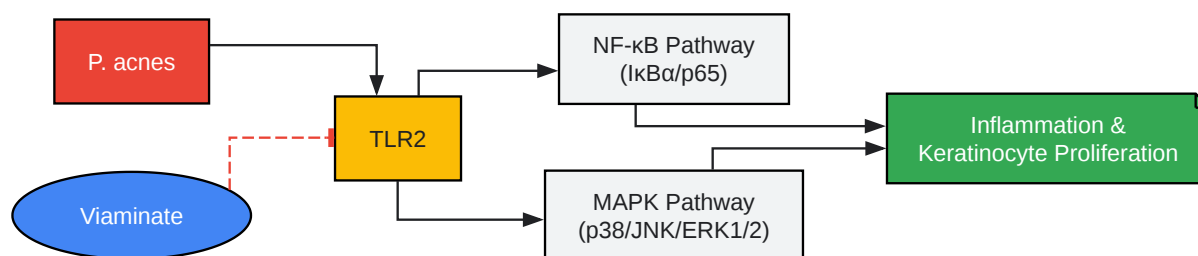 P. acnes
Viaminate
TLR2
NF-κB Pathway
(IκBα/p65)
MAPK Pathway
(p38/JNK/ERK1/2)
Inflammation &
Keratinocyte Proliferation